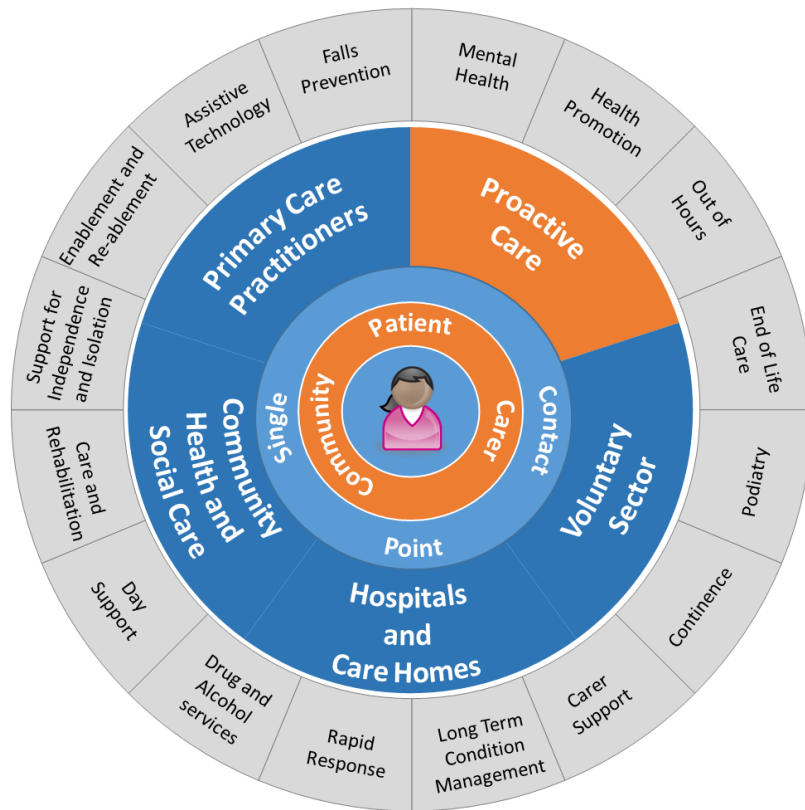 Mental
Health
Health
Promotion
Out of
Hours
End of Life
Care
Podiatry
Continence
Carer
Support
Long Term
Condition
Management
Rapid
Response
Drug and
Alcohol
services
Day
Support
Care and
Rehabilitation
Support for
Independence
and Isolation
Enablement and
Re-ablement
Assistive
Technology
Falls
Prevention
Proactive
Care
Voluntary
Sector
Hospitals
and
Care Homes
Community
Health and
Social Care
Primary Care
Practitioners
Single
Point
Contact
Patient
Carer
Community